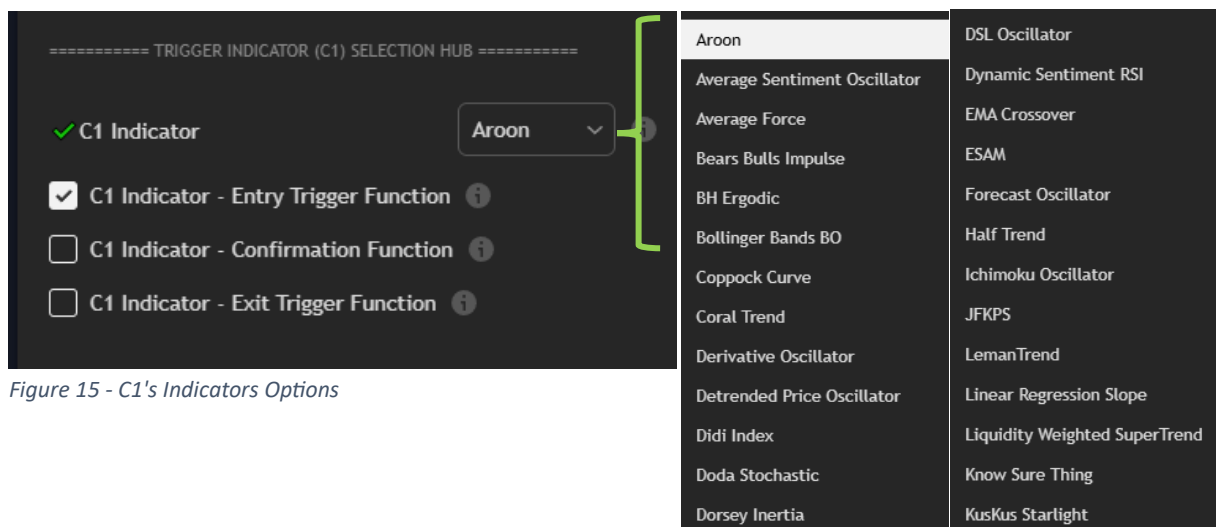 =========== TRIGGER INDICATOR (C1) SELECTION HUB ===========
C1 Indicator
Aroon
C1 Indicator - Entry Trigger Function
C1 Indicator - Confirmation Function
C1 Indicator - Exit Trigger Function
Figure 15 - C1's Indicators Options
Aroon
Average Sentiment Oscillator
Average Force
Bears Bulls Impulse
BH Ergodic
Bollinger Bands BO
Coppock Curve
Coral Trend
Derivative Oscillator
Detrended Price Oscillator
Didi Index
Doda Stochastic
Dorsey Inertia
DSL Oscillator
Dynamic Sentiment RSI
EMA Crossover
ESAM
Forecast Oscillator
Half Trend
Ichimoku Oscillator
JFKPS
LemanTrend
Linear Regression Slope
Liquidity Weighted SuperTrend
Know Sure Thing
KusKus Starlight